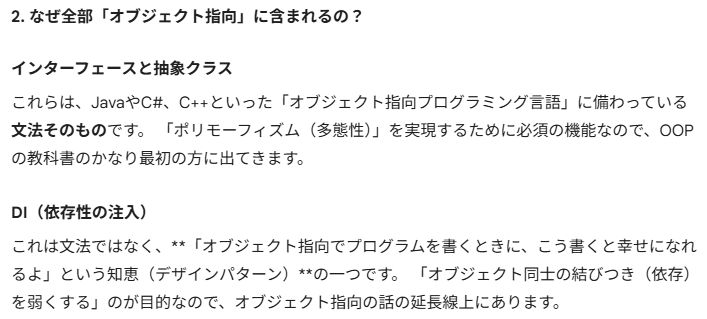 2. なぜ全部「オブジェクト指向」に含まれるの？
インターフェースと抽象クラス
これらは、JavaやC#、C++といった「オブジェクト指向プログラミング言語」に備わっている
文法そのものです。 「ポリモーフィズム（多態性）」を実現するために必須の機能なので、OOP
の教科書のかなり最初の方に出てきます。
DI（依存性の注入）
これは文法ではなく、**「オブジェクト指向でプログラムを書くときに、こう書くと幸せになれ
るよ」という知恵（デザインパターン）**の一つです。 「オブジェクト同士の結びつき（依存）
を弱くする」のが目的なので、オブジェクト指向の話の延長線上にあります。